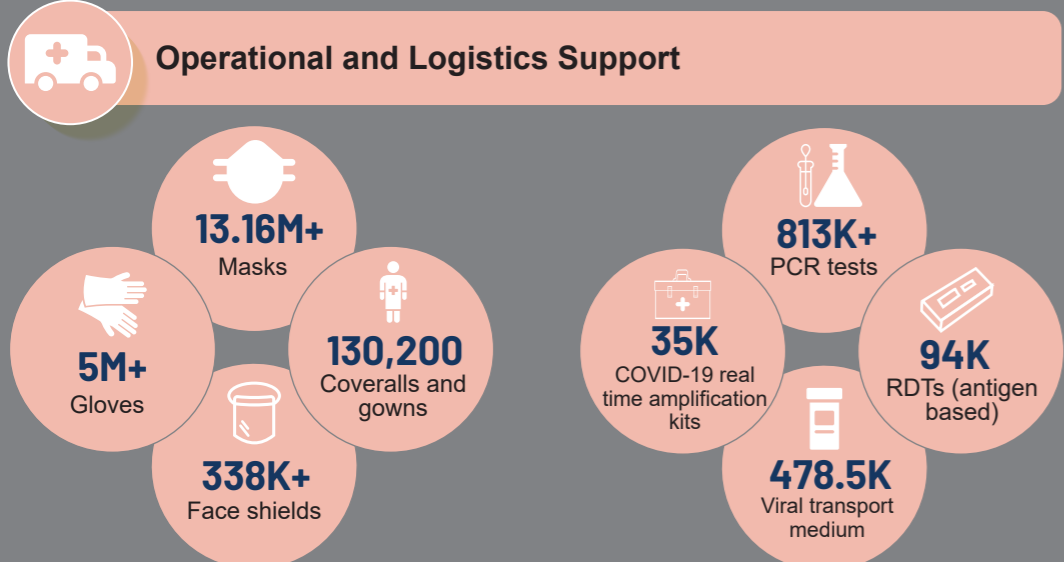 Operational and Logistics Support
13.16M+
Masks
5M+
Gloves
130,200
Coveralls and
gowns
338K+
Face shields
813K+
PCR tests
35K
COVID-19 real
time amplification
kits
94K
RDTs (antigen
based)
478.5K
Viral transport
medium